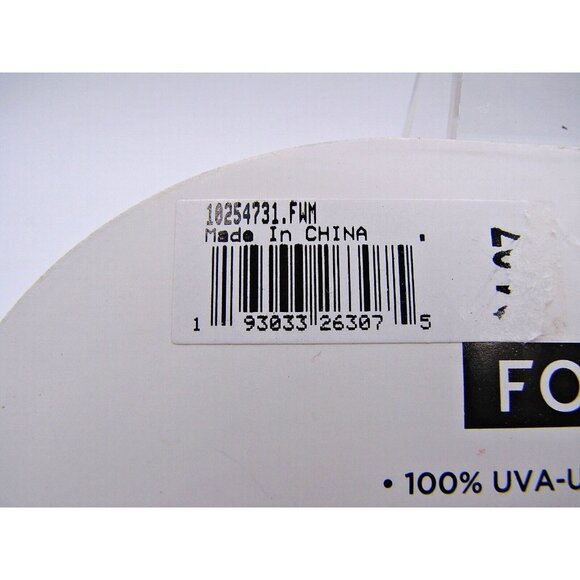 10254731.FWM
Made In CHINA
1 93033 26307 5
FO
• 100% UVA-U